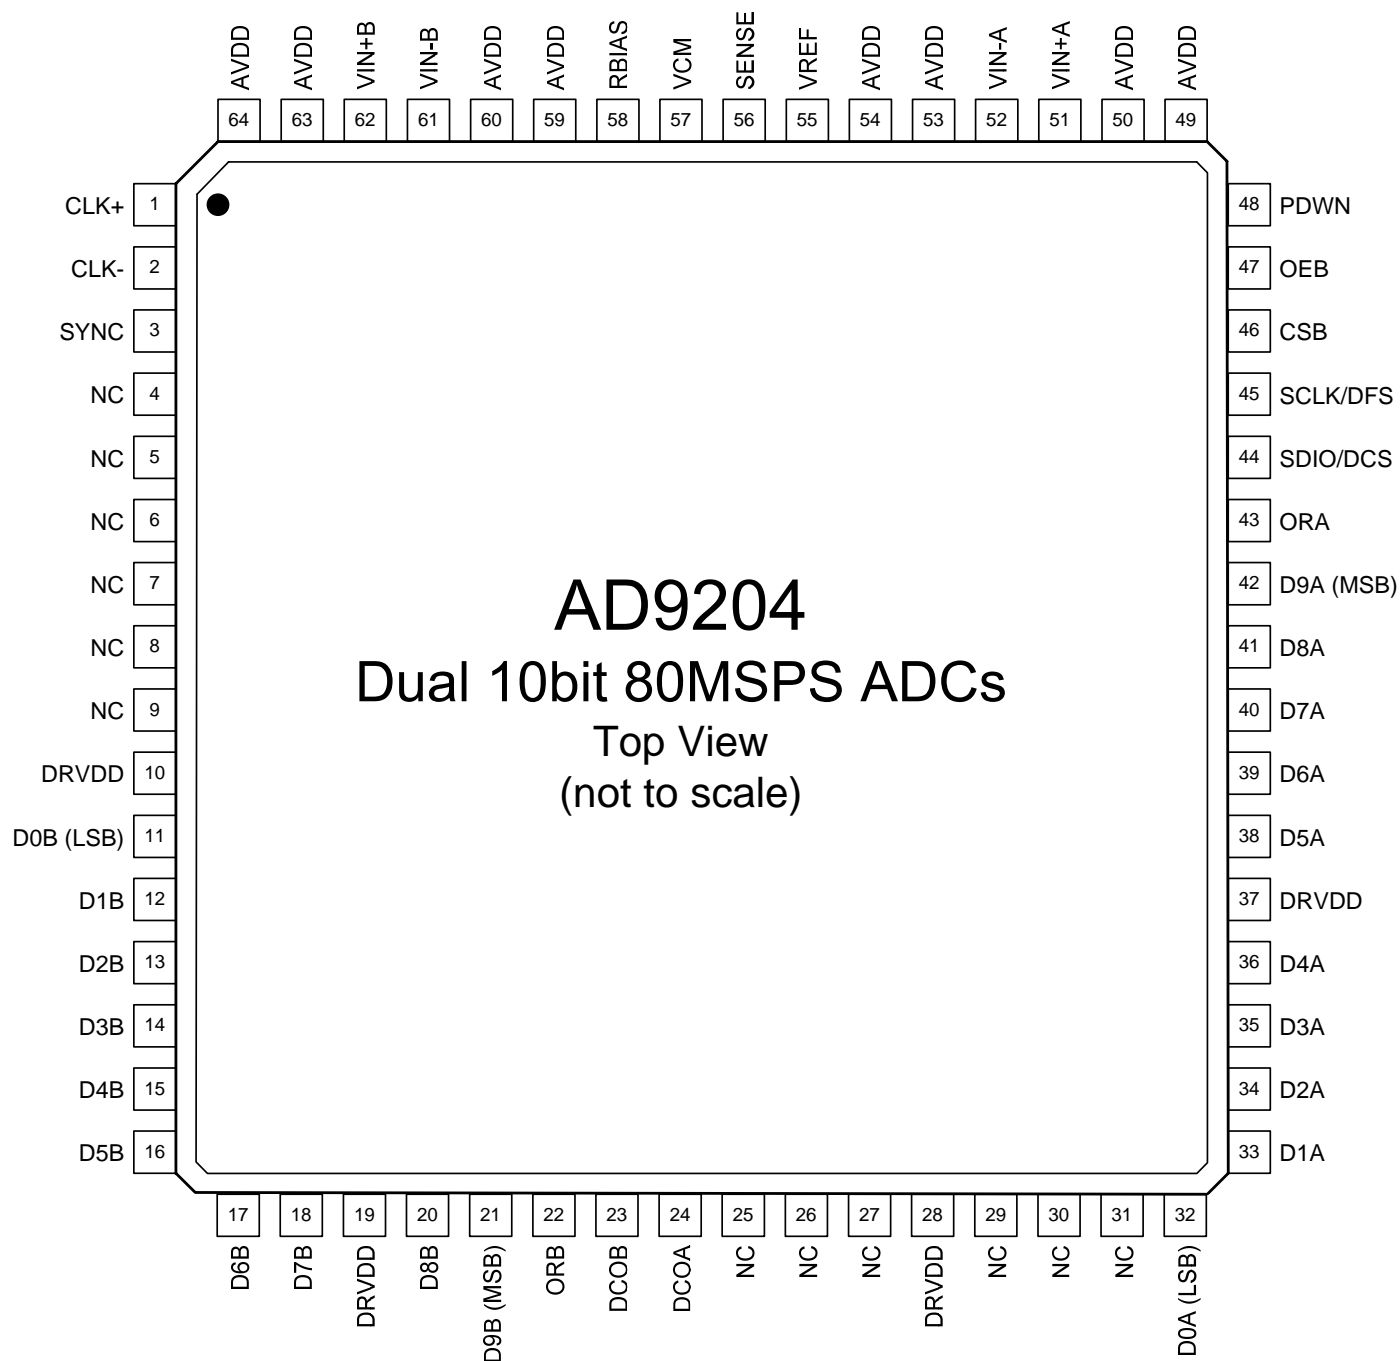 AVDD
AVDD
VIN+B
VIN-B
AVDD
AVDD
RBIAS
VCM
SENSE
VREF
AVDD
AVDD
VIN-A
VIN+A
AVDD
AVDD
64
63
62
61
60
59
58
57
56
55
54
53
52
51
50
49
CLK+ 1
CLK- 2
SYNC 3
NC 4
NC 5
NC 6
NC 7
NC 8
NC 9
DRVDD 10
D0B (LSB) 11
D1B 12
D2B 13
D3B 14
D4B 15
D5B 16
AD9204
Dual 10bit 80MSPS ADCs
Top View
(not to scale)
48 PDWN
47 OEB
46 CSB
45 SCLK/DFS
44 SDIO/DCS
43 ORA
42 D9A (MSB)
41 D8A
40 D7A
39 D6A
38 D5A
37 DRVDD
36 D4A
35 D3A
34 D2A
33 D1A
17
18
19
20
21
22
23
24
25
26
27
28
29
30
31
32
D6B
D7B
DRVDD
D8B
D9B (MSB)
ORB
DCOB
DCOA
NC
NC
NC
DRVDD
NC
NC
NC
D0A (LSB)